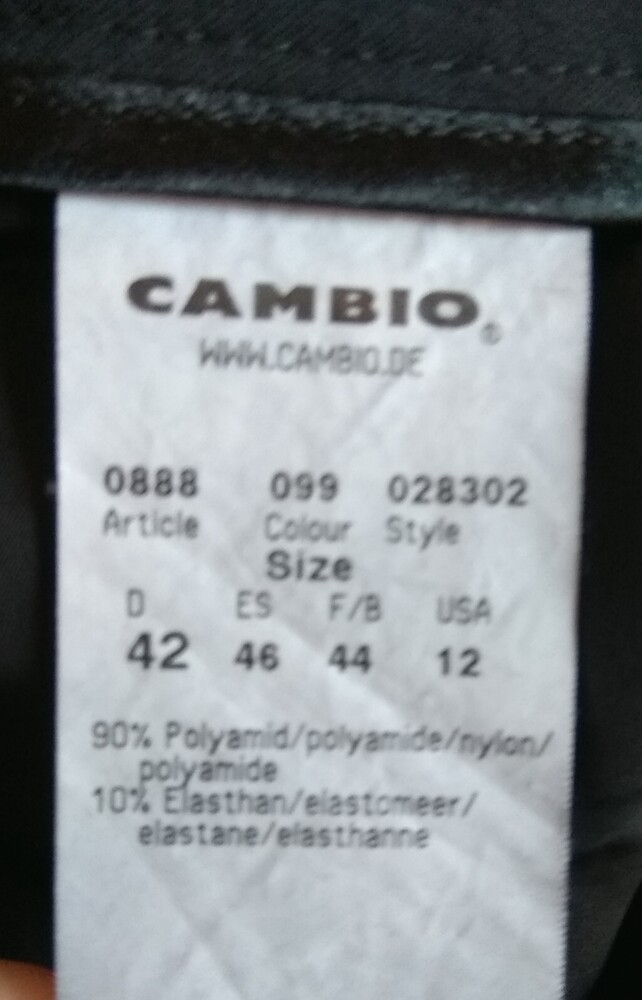 CAMBIO®
WWW.CAMBIO.DE
0888 099 028302
Article Colour Style
Size
D ES F/B USA
42 46 44 12
90% Polyamid/polyamide/nylon/
polyamide
10% Elasthan/elastomeer/
elastane/elasthanne